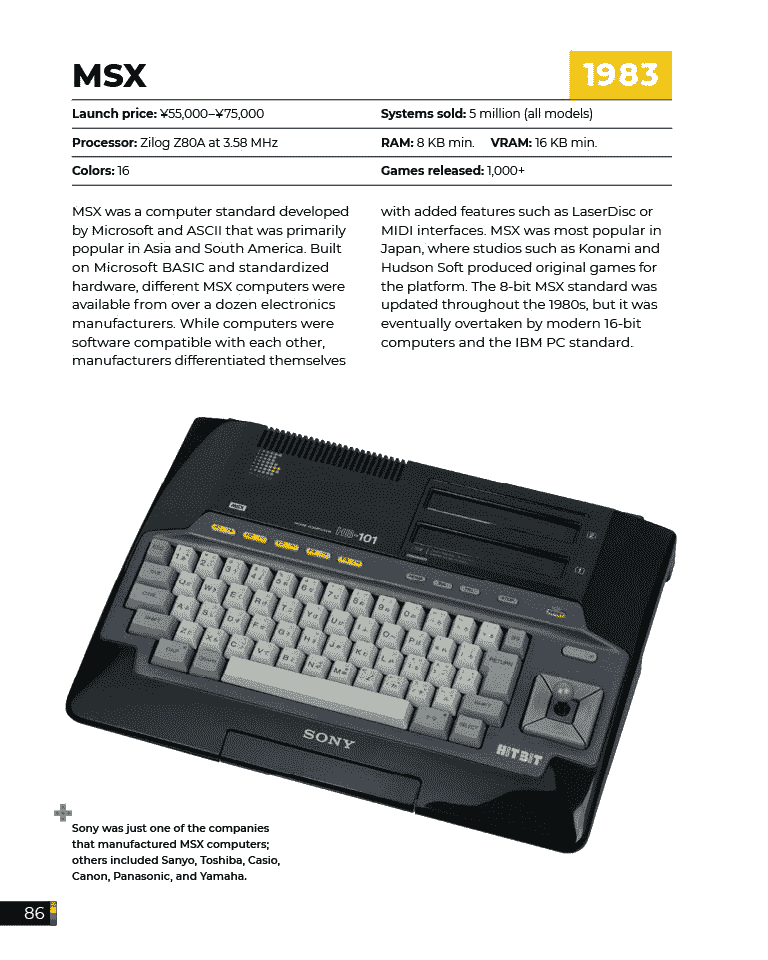 MSX
1983
Launch price: ¥55,000–¥75,000
Systems sold: 5 million (all models)
Processor: Zilog Z80A at 3.58 MHz
RAM: 8 KB min. VRAM: 16 KB min.
Colors: 16
Games released: 1,000+
MSX was a computer standard developed
by Microsoft and ASCII that was primarily
popular in Asia and South America. Built
on Microsoft BASIC and standardized
hardware, different MSX computers were
available from over a dozen electronics
manufacturers. While computers were
software compatible with each other,
manufacturers differentiated themselves
with added features such as LaserDisc or
MIDI interfaces. MSX was most popular in
Japan, where studios such as Konami and
Hudson Soft produced original games for
the platform. The 8-bit MSX standard was
updated throughout the 1980s, but it was
eventually overtaken by modern 16-bit
computers and the IBM PC standard.
MSX
HOME COMPUTER HB-101
RETURN
SHIFT
SELECT
SONY
HiTBiT
Sony was just one of the companies
that manufactured MSX computers;
others included Sanyo, Toshiba, Casio,
Canon, Panasonic, and Yamaha.
86